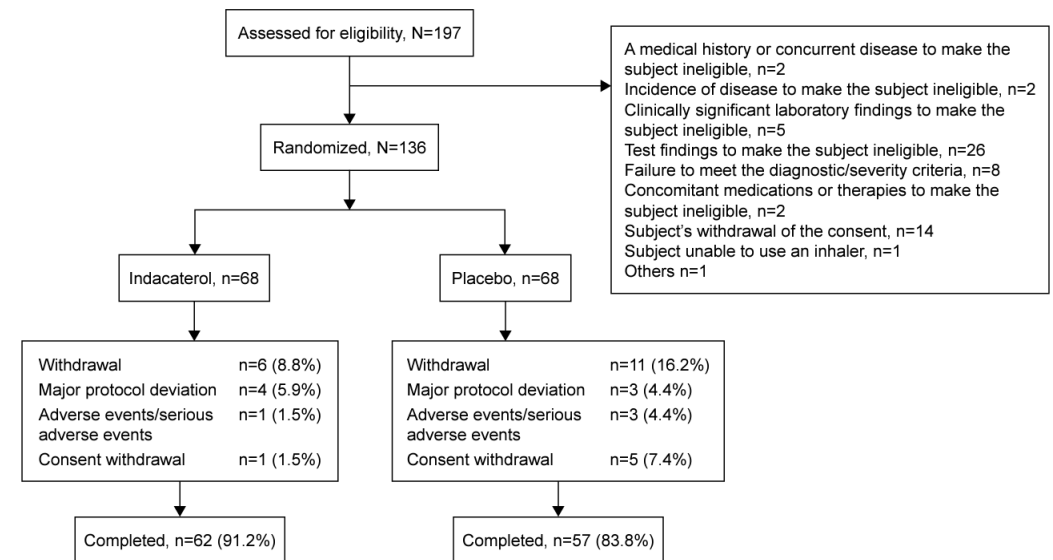 Assessed for eligibility, N=197
A medical history or concurrent disease to make the
subject ineligible, n=2
Incidence of disease to make the subject ineligible, n=2
Clinically significant laboratory findings to make the
subject ineligible, n=5
Test findings to make the subject ineligible, n=26
Failure to meet the diagnostic/severity criteria, n=8
Concomitant medications or therapies to make the
subject ineligible, n=2
Subject's withdrawal of the consent, n=14
Subject unable to use an inhaler, n=1
Others n=1
Randomized, N=136
Indacaterol, n=68
Placebo, n=68
Withdrawal n=6 (8.8%)
Major protocol deviation n=4 (5.9%)
Adverse events/serious n=1 (1.5%)
adverse events
Consent withdrawal n=1 (1.5%)
Withdrawal n=11 (16.2%)
Major protocol deviation n=3 (4.4%)
Adverse events/serious n=3 (4.4%)
adverse events
Consent withdrawal n=5 (7.4%)
Completed, n=62 (91.2%)
Completed, n=57 (83.8%)